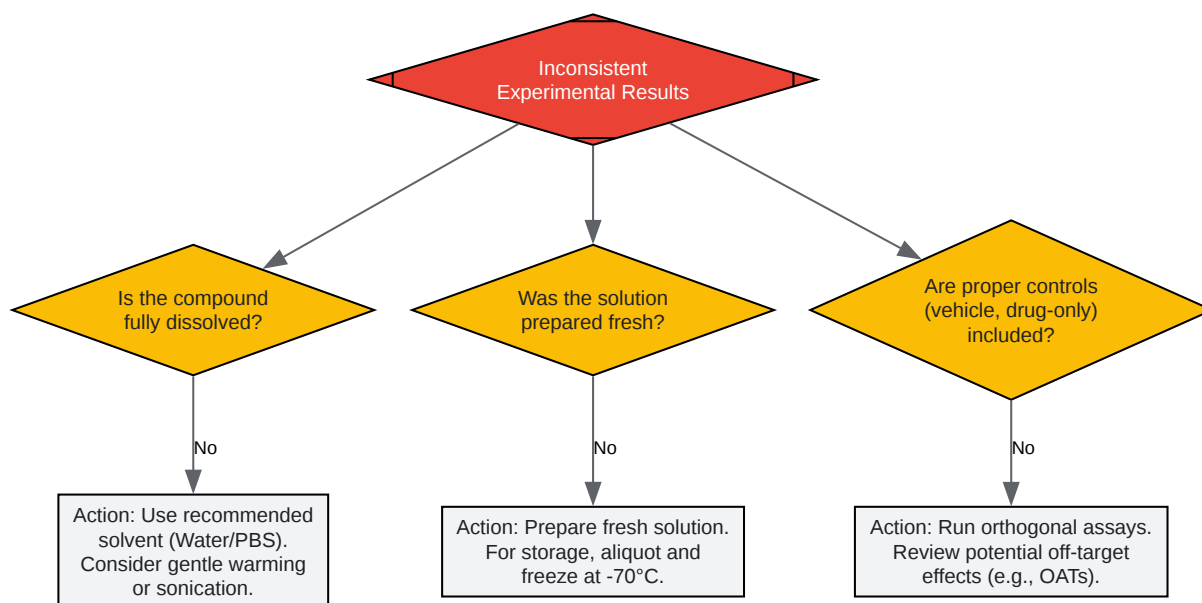 Inconsistent
Experimental Results
Is the compound
fully dissolved?
Was the solution
prepared fresh?
Are proper controls
(vehicle, drug-only)
included?
No
No
No
Action: Use recommended
solvent (Water/PBS).
Consider gentle warming
or sonication.
Action: Prepare fresh solution.
For storage, aliquot and
freeze at -70°C.
Action: Run orthogonal assays.
Review potential off-target
effects (e.g., OATs).